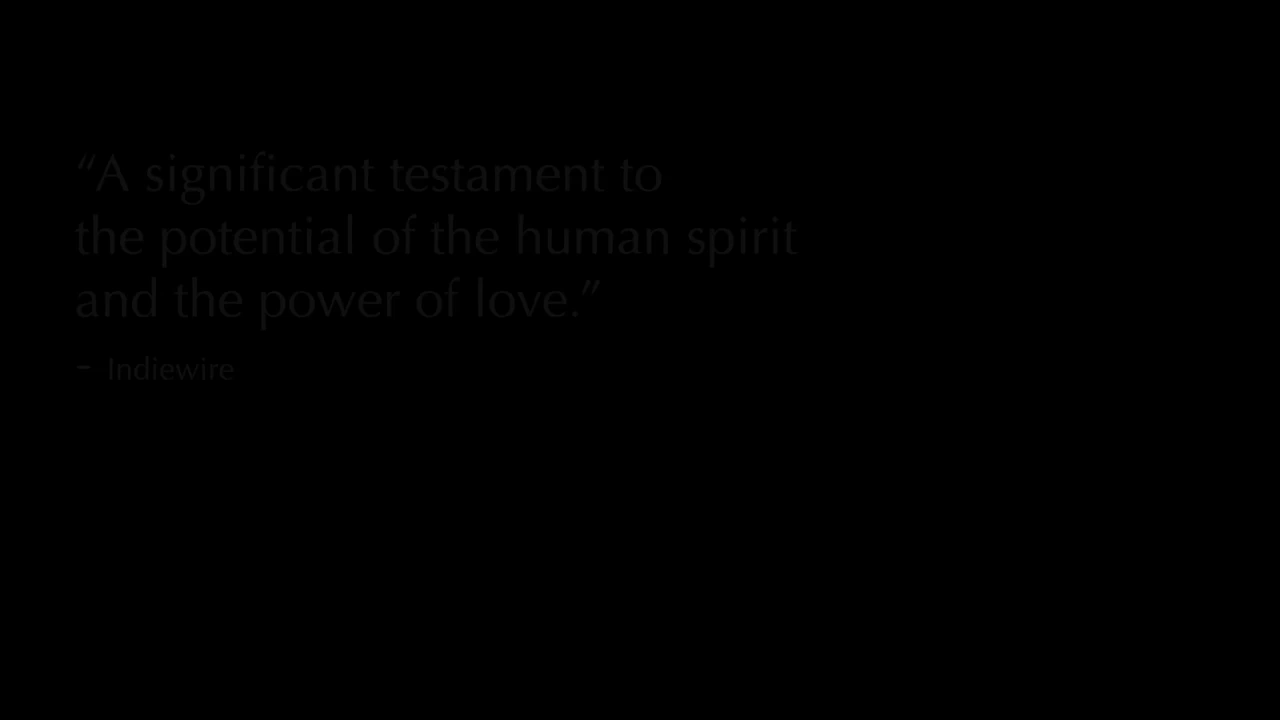 “A significant testament to
the potential of the human spirit
and the power of love.”
- Indiewire